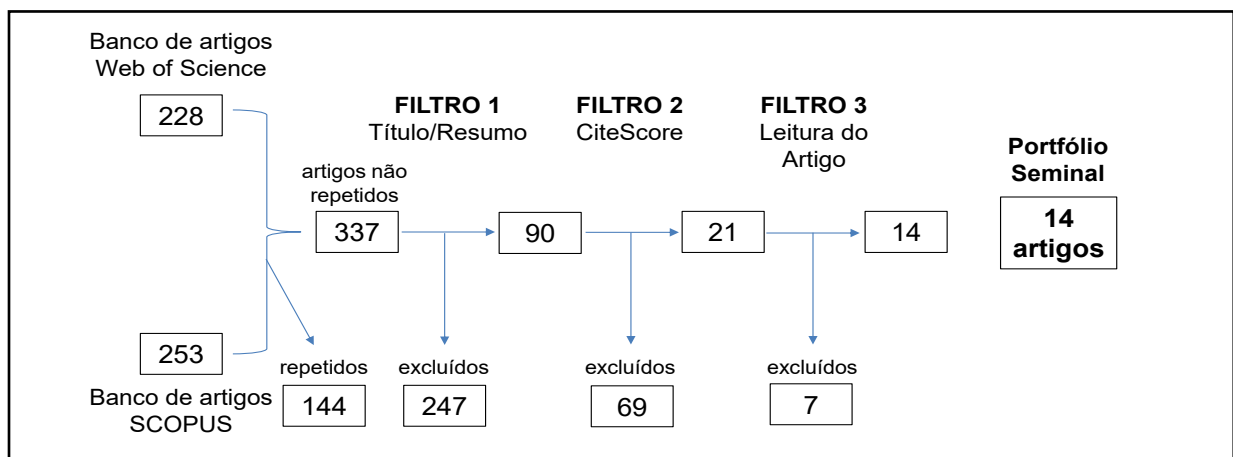 Banco de artigos
Web of Science
228
FILTRO 1
Título/Resumo
FILTRO 2
CiteScore
FILTRO 3
Leitura do
Artigo
Portfólio
Seminal
artigos não
repetidos
337
90
21
14
14
artigos
253
Banco de artigos
SCOPUS
repetidos
144
excluídos
247
excluídos
69
excluídos
7